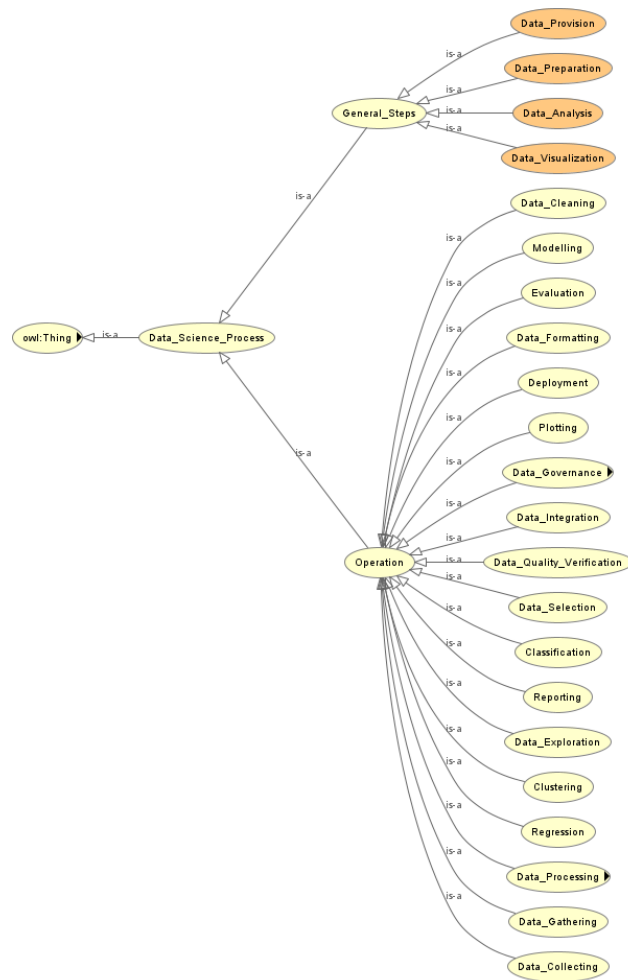 Data_Provision
is-a
Data_Preparation
is-a
General_Steps
is-a
Data_Analysis
is-a
Data_Visualization
is-a
Data_Cleaning
is-a
Modelling
is-a
Evaluation
is-a
owl:Thing
is-a
Data_Science_Process
Data_Formatting
is-a
Deployment
is-a
Plotting
is-a
is-a
Data_Governance
is-a
Data_Integration
is-a
Operation
is-a
Data_Quality_Verification
is-a
Data_Selection
is-a
Classification
is-a
Reporting
is-a
Data_Exploration
is-a
Clustering
is-a
Regression
is-a
Data_Processing
is-a
Data_Gathering
is-a
Data_Collecting